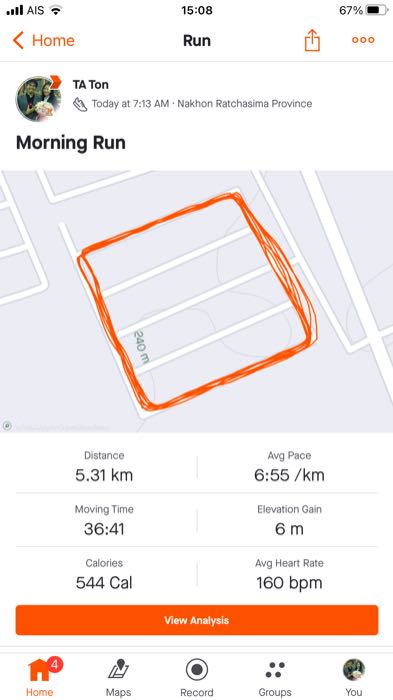 AIS 15:08 67%
Home Run
TA Ton
Today at 7:13 AM · Nakhon Ratchasima Province
Morning Run
240 m
Distance Avg Pace
5.31 km 6:55 /km
Moving Time Elevation Gain
36:41 6 m
Calories Avg Heart Rate
544 Cal 160 bpm
View Analysis
4
Home Maps Record Groups You